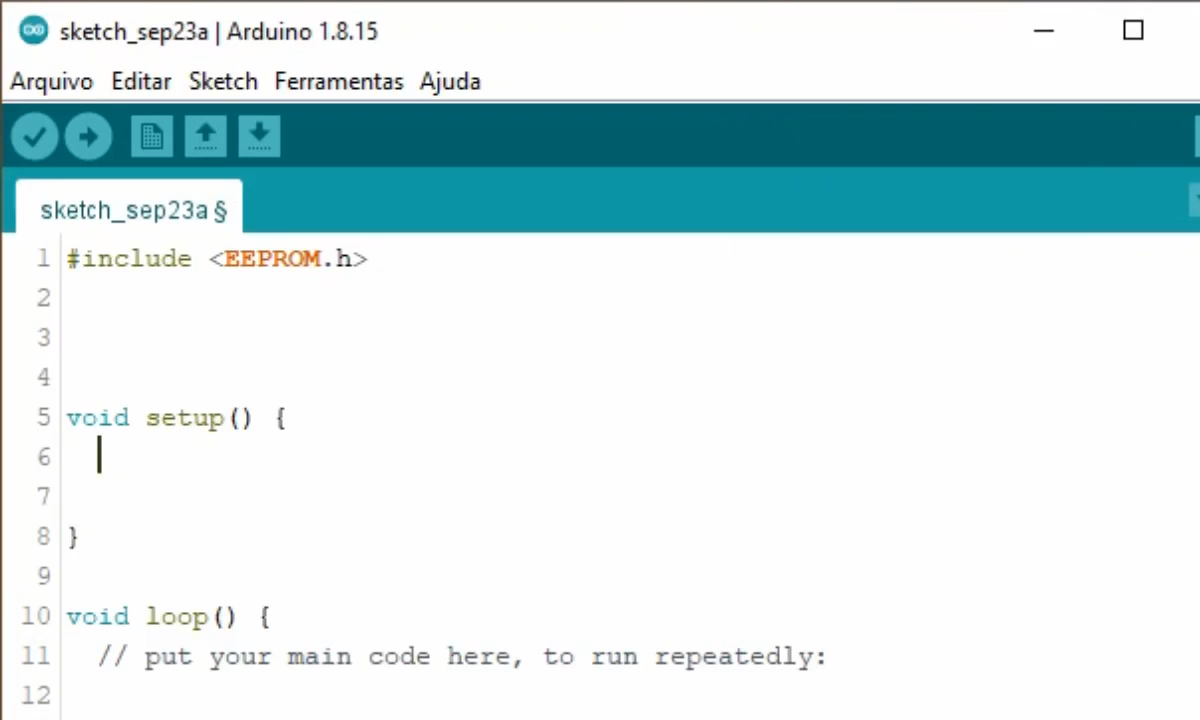 sketch_sep23a | Arduino 1.8.15
Arquivo Editar Sketch Ferramentas Ajuda
sketch_sep23a §
1 #include <EEPROM.h>
2
3
4
5 void setup() {
6
7
8 }
9
10 void loop() {
11   // put your main code here, to run repeatedly:
12